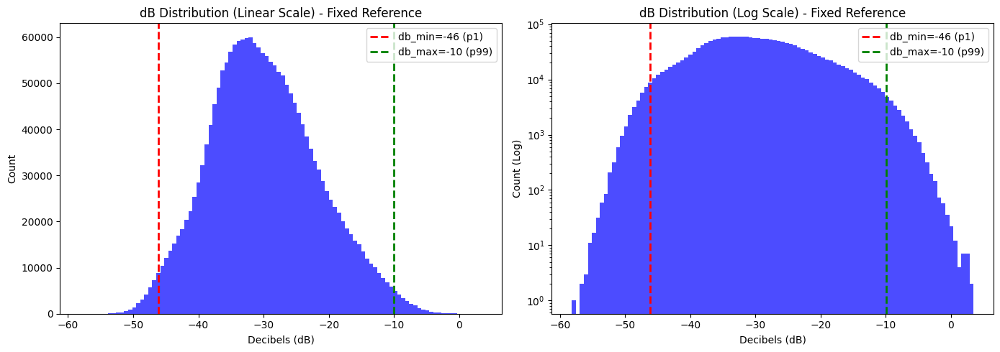 dB Distribution (Linear Scale) - Fixed Reference
db_min=-46 (p1)
db_max=-10 (p99)
60000
50000
40000
30000
20000
10000
0
Count
−60
−50
−40
−30
−20
−10
0
Decibels (dB)
dB Distribution (Log Scale) - Fixed Reference
db_min=-46 (p1)
db_max=-10 (p99)
10⁵
10⁴
10³
10²
10¹
10⁰
Count (Log)
−60
−50
−40
−30
−20
−10
0
Decibels (dB)